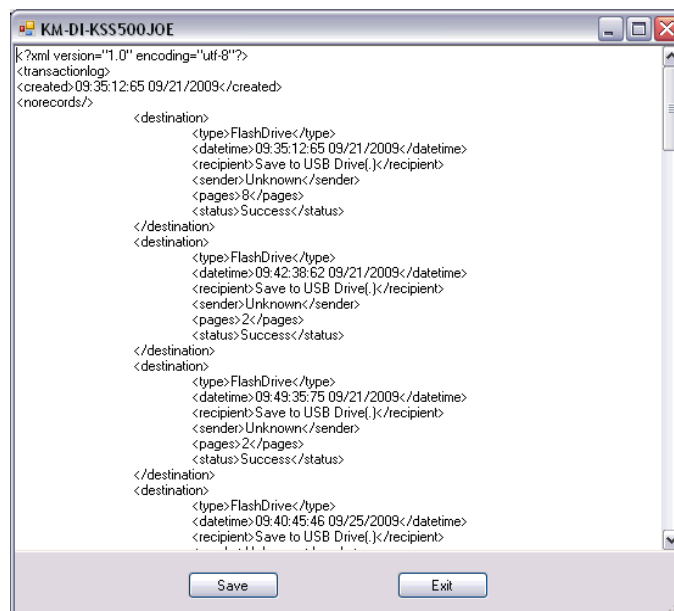 KM-DI-KSS500JOE
<?xml version="1.0" encoding="utf-8"?>
<transactionlog>
<created>09:35:12:65 09/21/2009</created>
<norecords/>
<destination>
<type>FlashDrive</type>
<datetime>09:35:12:65 09/21/2009</datetime>
<recipient>Save to USB Drive(.)</recipient>
<sender>Unknown</sender>
<pages>8</pages>
<status>Success</status>
</destination>
<destination>
<type>FlashDrive</type>
<datetime>09:42:38:62 09/21/2009</datetime>
<recipient>Save to USB Drive(.)</recipient>
<sender>Unknown</sender>
<pages>2</pages>
<status>Success</status>
</destination>
<destination>
<type>FlashDrive</type>
<datetime>09:49:35:75 09/21/2009</datetime>
<recipient>Save to USB Drive(.)</recipient>
<sender>Unknown</sender>
<pages>2</pages>
<status>Success</status>
</destination>
<destination>
<type>FlashDrive</type>
<datetime>09:40:45:46 09/25/2009</datetime>
<recipient>Save to USB Drive(.)</recipient>
Save Exit